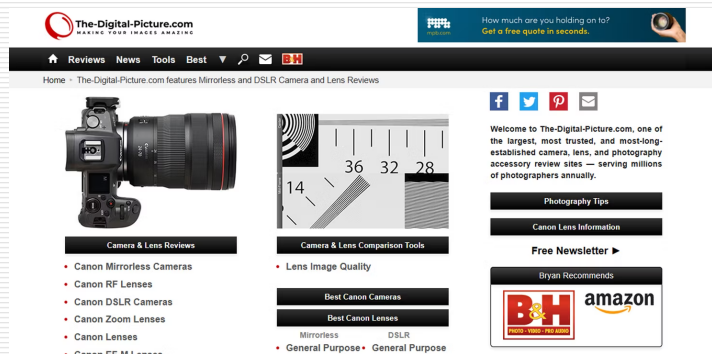 The-Digital-Picture.com
MAKING YOUR IMAGES AMAZING
mpb.com
How much are you holding on to?
Get a free quote in seconds.
Reviews News Tools Best ▼ B&H
Home The-Digital-Picture.com features Mirrorless and DSLR Camera and Lens Reviews
14 36 32 28
Camera & Lens Reviews
Canon Mirrorless Cameras
Canon RF Lenses
Canon DSLR Cameras
Canon Zoom Lenses
Canon Lenses
Canon EF-M Lenses
Camera & Lens Comparison Tools
Lens Image Quality
Best Canon Cameras
Best Canon Lenses
Mirrorless DSLR
General Purpose General Purpose
Welcome to The-Digital-Picture.com, one of
the largest, most trusted, and most-long-
established camera, lens, and photography
accessory review sites — serving millions
of photographers annually.
Photography Tips
Canon Lens Information
Free Newsletter ►
Bryan Recommends
B&H
PHOTO - VIDEO - PRO AUDIO
amazon